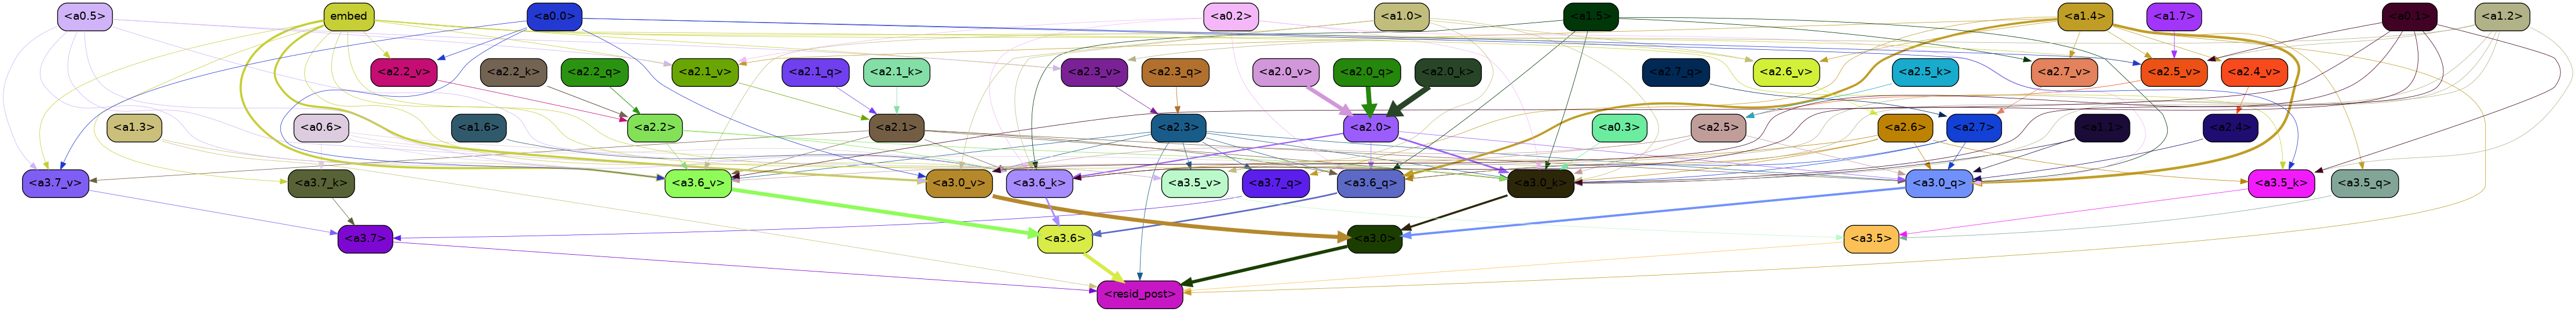 <a0.5> embed <a0.0> <a0.2> <a1.0> <a1.5> <a1.4> <a1.7> <a0.1> <a1.2>
<a2.2_v> <a2.2_k> <a2.2_q> <a2.1_v> <a2.1_q> <a2.1_k> <a2.3_v> <a2.3_q> <a2.0_v> <a2.0_q> <a2.0_k> <a2.7_q> <a2.6_v> <a2.5_k> <a2.7_v> <a2.5_v> <a2.4_v>
<a1.3> <a0.6> <a1.6> <a2.2> <a2.1> <a2.3> <a2.0> <a0.3> <a2.5> <a2.6> <a2.7> <a1.1> <a2.4>
<a3.7_v> <a3.7_k> <a3.6_v> <a3.0_v> <a3.6_k> <a3.5_v> <a3.7_q> <a3.6_q> <a3.0_k> <a3.0_q> <a3.5_k> <a3.5_q>
<a3.7> <a3.6> <a3.0> <a3.5>
<resid_post>